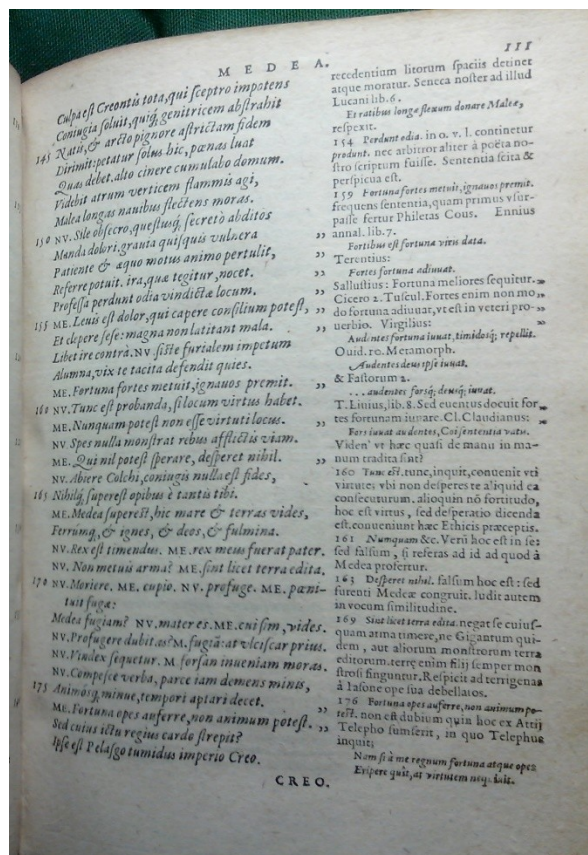 MEDEA.
111
Culpa est Creontis tota, qui sceptro impotens
Coniugia soluit, quiq́; genitricem abstrahit
145 Natis, & arcto pignore astrictam fidem
Dirimit: petatur solus hic, pœnas luat
Quas debet. alto cinere cumulabo domum.
Videbit atrum verticem flammis agi,
Malea longas nauibus flectens moras.
150 NV. Sile obsecro, questusq́; secretò abditos
Manda dolori. grauia quisquis vulnera
Patiente & æquo motus animo pertulit,
Referre potuit. ira, quæ tegitur, nocet.
Professa perdunt odia vindictæ locum.
155 ME. Leuis est dolor, qui capere consilium potest,
Et clepere sese: magna non latitant mala.
Libet ire contrà. NV. siste furialem impetum
Alumna, vix te tacita defendit quies.
ME. Fortuna fortes metuit, ignauos premit.
160 NV. Tunc est probanda, si locum virtus habet.
ME. Nunquam potest non esse virtuti locus.
NV. Spes nulla monstrat rebus afflictis viam.
ME. Qui nil potest sperare, desperet nihil.
NV. Abiere Colchi, coniugis nulla est fides,
165 Nihilq́; superest opibus è tantis tibi.
ME. Medea superest, hic mare & terras vides,
Ferrumq́, & ignes, & deos, & fulmina.
NV. Rex est timendus. ME. rex meus fuerat pater.
NV. Non metuis arma? ME. sint licet terra edita.
170 NV. Moriere. ME. cupio. NV. profuge. ME. pœni-
tuit fugæ:
Medea fugiam? NV. mater es. ME. cui sim, vides.
NV. Profugere dubitas? M. fugiã: at vlciscar prius.
NV. Vindex sequetur. M. forsan inueniam moras.
NV. Compesce verba, parce iam demens minis,
175 Animosq́; minue, tempori aptari decet.
ME. Fortuna opes auferre, non animum potest.
Sed cuius ictu regius cardo strepit?
Ipse est Pelasgo tumidus imperio Creo.
CREO.
recedentium litorum spaciis detinet
atque moratur. Seneca noster ad illud
Lucani lib. 6.
Et ratibus longæ flexum donare Maleæ,
respexit.
154 Perdunt odia. in o. v. l. continetur
produnt. nec arbitror aliter à poëta no-
stro scriptum fuisse. Sententia scita &
perspicua est.
159 Fortuna fortes metuit, ignauos premit.
frequens sententia, quam primus vsur-
passe fertur Philetas Cous. Ennius
annal. lib. 7.
Fortibus est fortuna viris data.
Terentius:
Fortes fortuna adiuuat.
Sallustius: Fortuna meliores sequitur.
Cicero 2. Tuscul. Fortes enim non mo-
do fortuna adiuuat, vt est in veteri pro-
uerbio. Virgilius:
Audentes fortuna iuuat, timidosq; repellit.
Ouid. 10. Metamorph.
Audentes deus ipse iuuat.
& Fastorum 2.
... audentes forsq; deusq; iuuat.
T. Liuius, lib. 8. Sed euentus docuit for-
tes fortunam iuuare. Cl. Claudianus:
Fors iuuat audentes, Coi sententia vatis.
Viden' vt hæc quasi de manu in ma-
num tradita sint?
160 Tunc est. tunc, inquit, conuenit vti
virtute, vbi non desperes te aliquid ea
consecuturum. alioquin nõ fortitudo,
hoc est virtus, sed desperatio dicenda
est. conueniunt hæc Ethicis præceptis.
161 Nunquam &c. Verũ hoc est in se:
sed falsum, si referas ad id ad quod à
Medea profertur.
163 Desperet nihil. falsum hoc est: sed
furenti Medeæ congruit. ludit autem
in vocum similitudine.
169 Sint licet terra edita. negat se cuius-
quam arma timere, ne Gigantum qui-
dem, aut aliorum monstrorum terra
editorum. terrę enim filij semper mon
strosi finguntur. Respicit ad terrigenas
à Iasone ope sua debellatos.
176 Fortuna opes auferre, non animum po-
test. non est dubium quin hoc ex Attij
Telepho sumserit, in quo Telephus
inquit;
Nam si à me regnum fortuna atque opes
Eripere quit, at virtutem nequiuit.